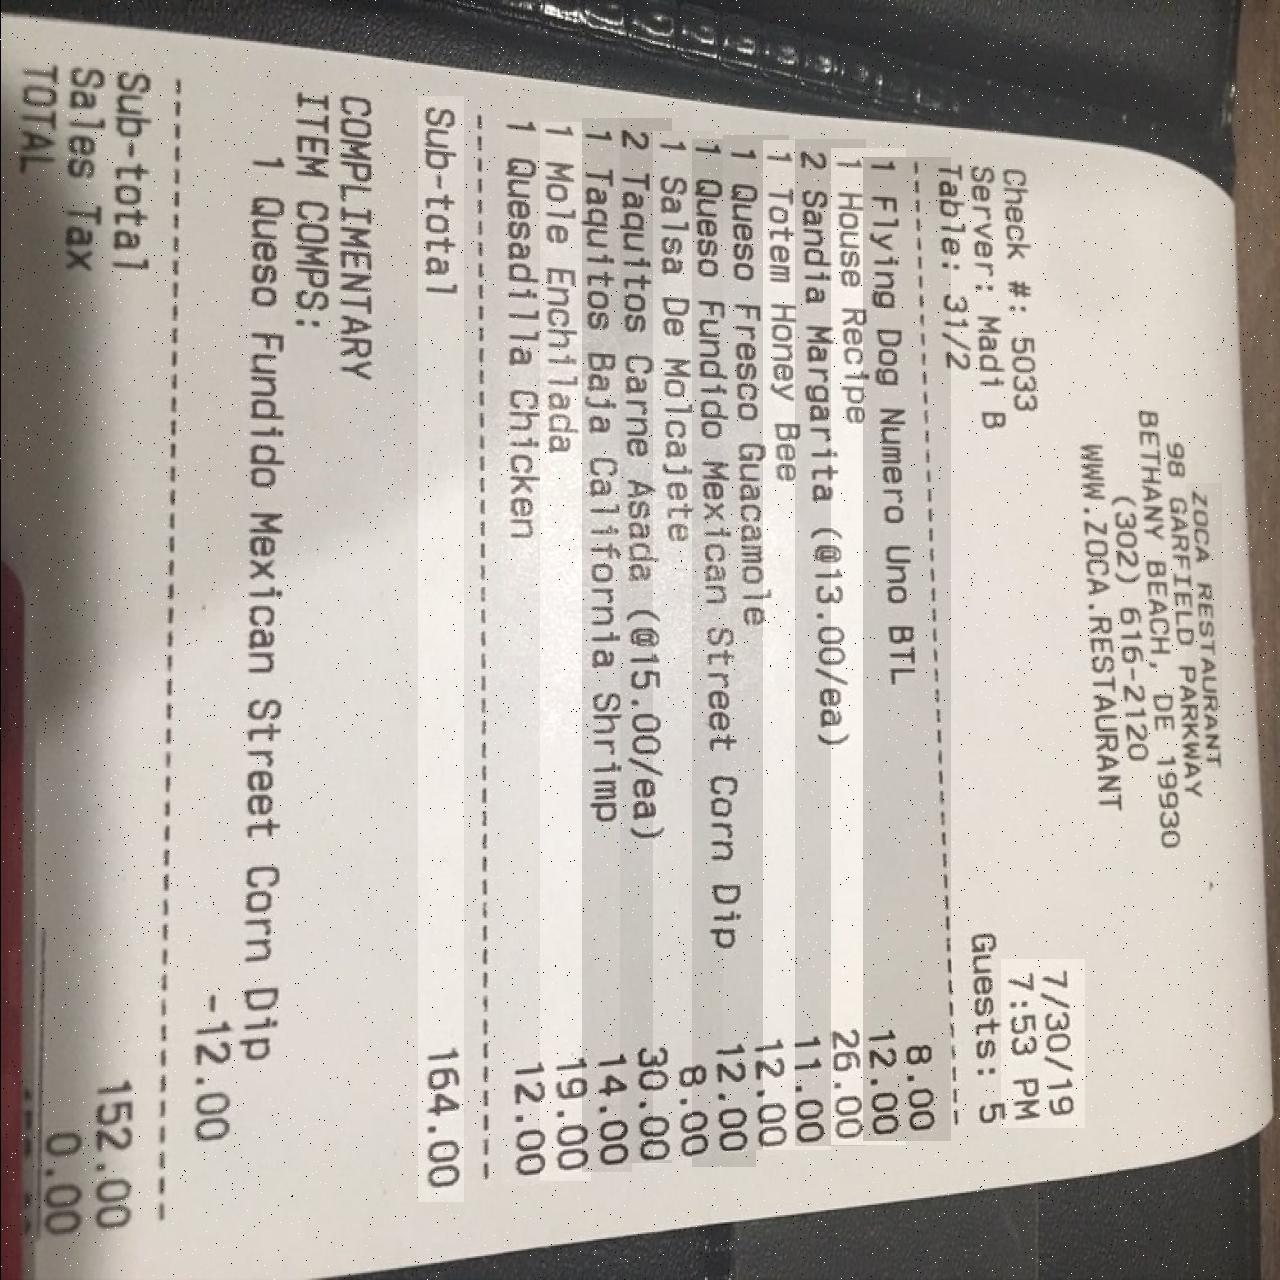 ZOCA RESTAURANT
98 GARFIELD PARKWAY
BETHANY BEACH, DE 19930
(302) 616-2120
WWW.ZOCA.RESTAURANT
7/30/19
Check #: 5033 7:53 PM
Server: Madi B Guests: 5
Table: 31/2
1 Flying Dog Numero Uno BTL 8.00
1 House Recipe 12.00
2 Sandia Margarita (@13.00/ea) 26.00
1 Totem Honey Bee 11.00
1 Queso Fresco Guacamole 12.00
1 Queso Fundido Mexican Street Corn Dip 12.00
1 Salsa De Molcajete 8.00
2 Taquitos Carne Asada (@15.00/ea) 30.00
1 Taquitos Baja California Shrimp 14.00
1 Mole Enchilada 19.00
1 Quesadilla Chicken 12.00
Sub-total 164.00
COMPLIMENTARY
ITEM COMPS:
1 Queso Fundido Mexican Street Corn Dip
-12.00
Sub-total 152.00
Sales Tax 0.00
TOTAL